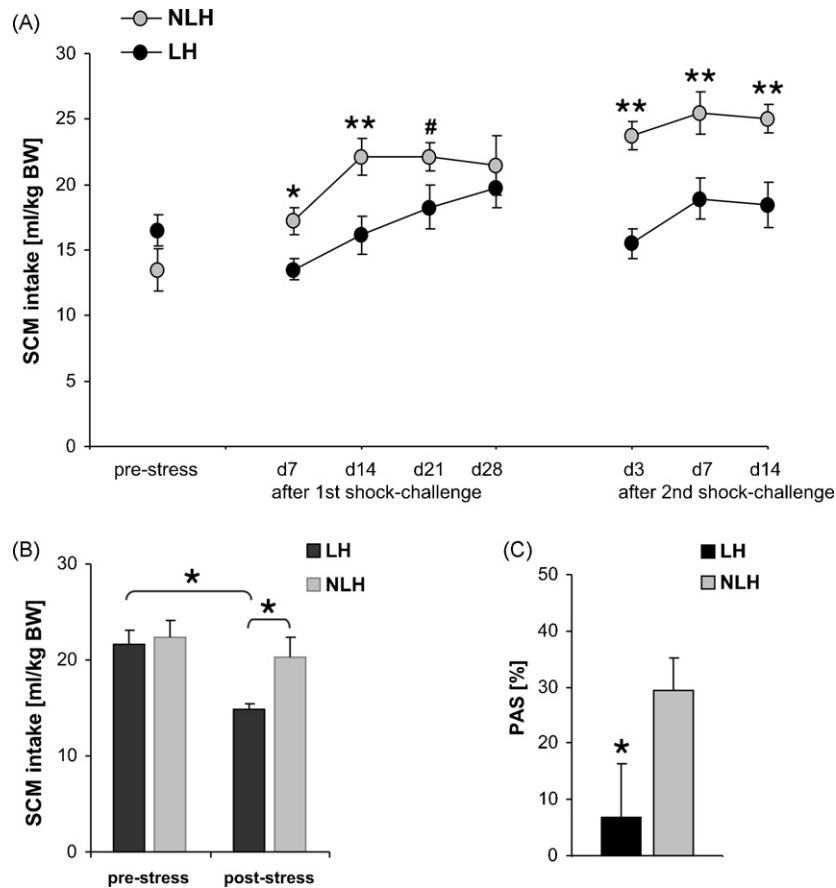 (A)
NLH
LH
SCM intake [ml/kg BW]
30
25
20
15
10
5
0
* ** # ** ** **
pre-stress d7 d14 d21 d28 d3 d7 d14
after 1st shock-challenge after 2nd shock-challenge
(B)
LH
NLH
SCM intake [ml/kg BW]
30
20
10
0
* *
pre-stress post-stress
(C)
LH
NLH
PAS [%]
50
40
30
20
10
0
*